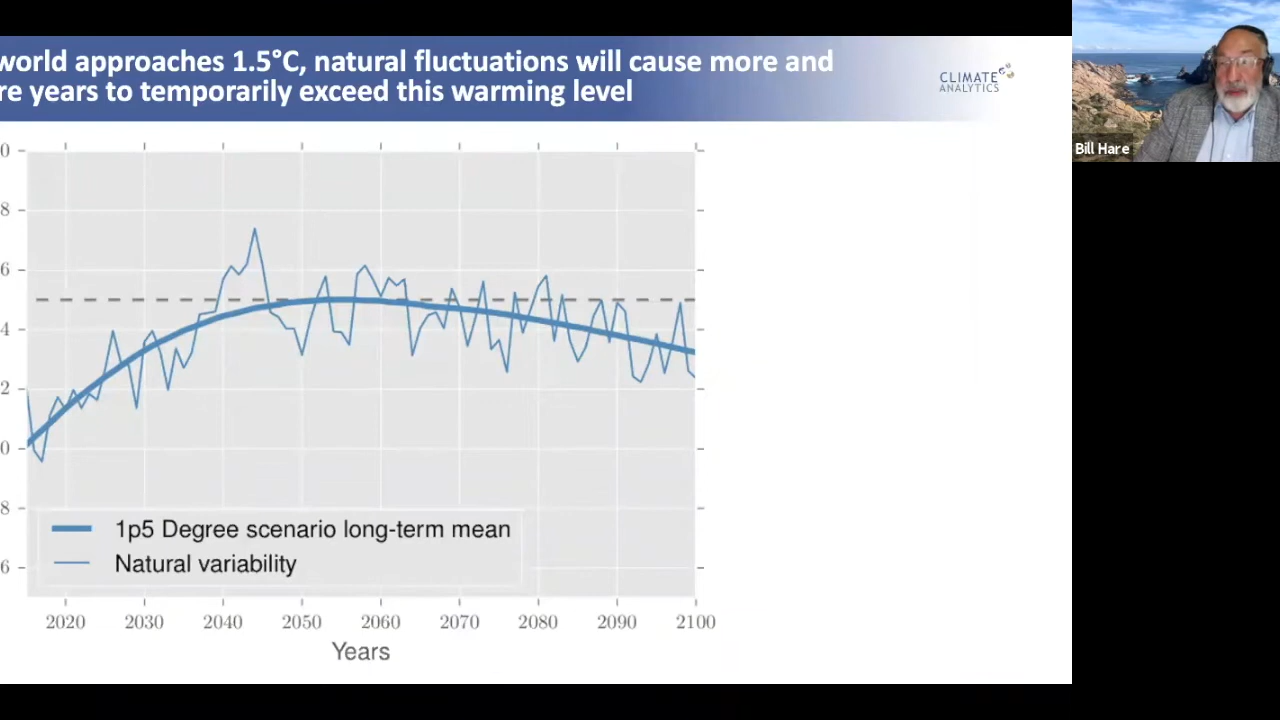 world approaches 1.5°C, natural fluctuations will cause more and
re years to temporarily exceed this warming level
CLIMATE
ANALYTICS
Bill Hare
0
8
6
4
2
0
8
6
1p5 Degree scenario long-term mean
Natural variability
2020 2030 2040 2050 2060 2070 2080 2090 2100
Years